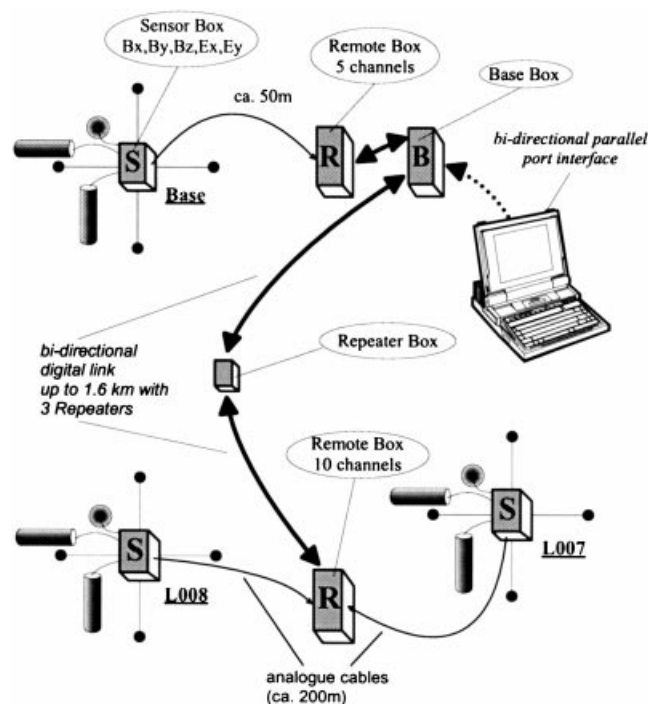 Sensor Box
Bx,By,Bz,Ex,Ey
Remote Box
5 channels
Base Box
ca. 50m
bi-directional parallel
port interface
S
R
B
Base
bi-directional
digital link
up to 1.6 km with
3 Repeaters
Repeater Box
Remote Box
10 channels
S
L007
S
L008
R
analogue cables
(ca. 200m)